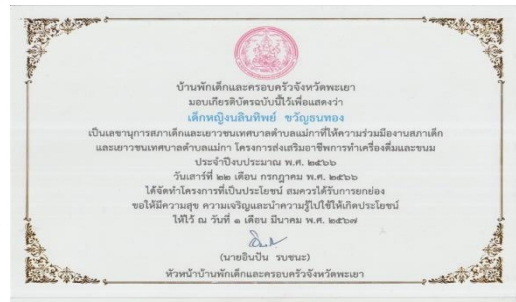 บ้านพักเด็กและครอบครัวจังหวัดพะเยา
มอบเกียรติบัตรฉบับนี้ไว้เพื่อแสดงว่า
เด็กหญิงนลินทิพย์ ขวัญธนทอง
เป็นเลขานุการสภาเด็กและเยาวชนเทศบาลตำบลแม่กาที่ให้ความร่วมมืองานสภาเด็ก
และเยาวชนเทศบาลตำบลแม่กา โครงการส่งเสริมอาชีพการทำเครื่องดื่มและขนม
ประจำปีงบประมาณ พ.ศ. ๒๕๖๖
วันเสาร์ที่ ๒๒ เดือน กรกฎาคม พ.ศ. ๒๕๖๖
ได้จัดทำโครงการที่เป็นประโยชน์ สมควรได้รับการยกย่อง
ขอให้มีความสุข ความเจริญและนำความรู้ไปใช้ให้เกิดประโยชน์
ให้ไว้ ณ วันที่ ๑ เดือน มีนาคม พ.ศ. ๒๕๖๗
(นายอินปัน รบชนะ)
หัวหน้าบ้านพักเด็กและครอบครัวจังหวัดพะเยา